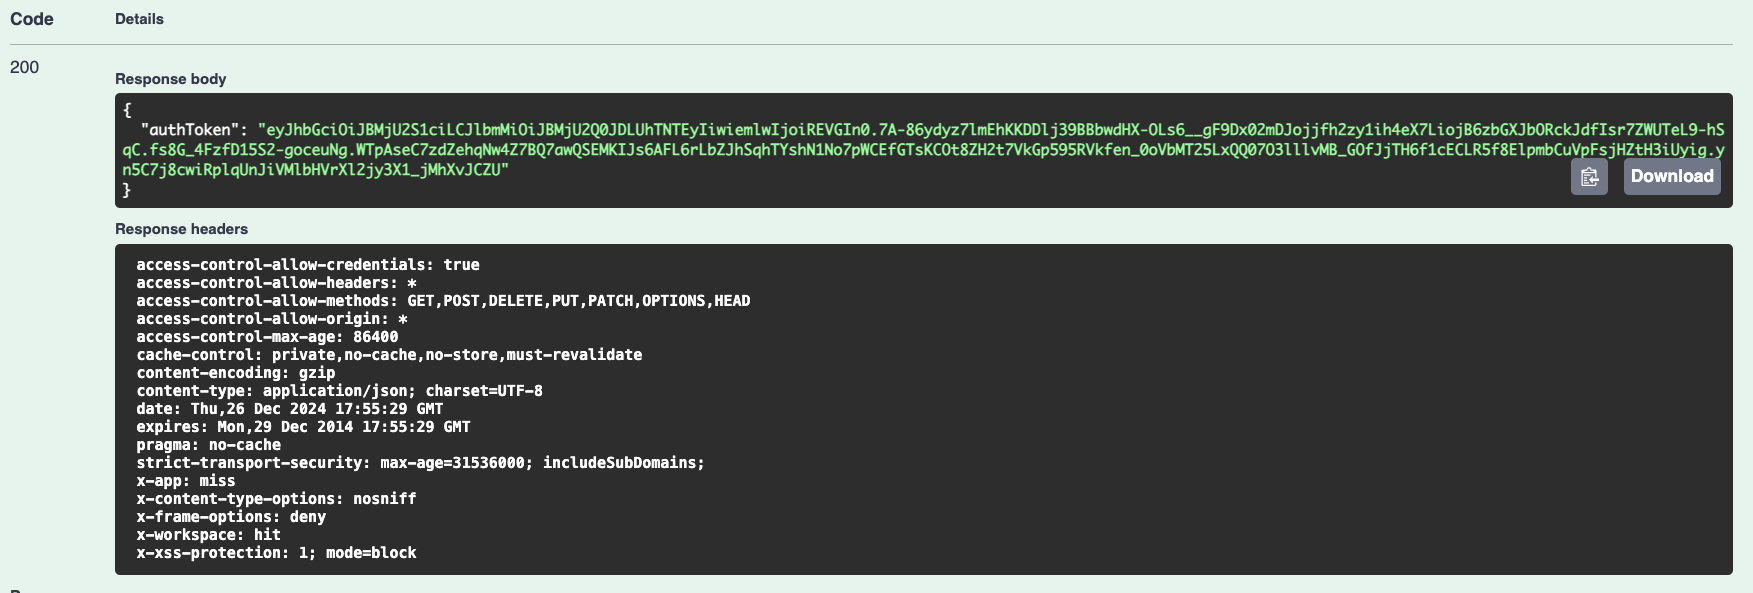 Code Details
200
Response body
{
"authToken": "eyJhbGciOiJBMjU2S1ciLCJlbmMiOiJBMjU2Q0JDLUhTNTEyIiwiemlwIjoiREVGIn0.7A-86ydyz7lmEhKKDDlj39BBbwdHX-OLs6__gF9Dx02mDJojjfh2zy1ih4eX7LiojB6zbGXJbORckJdfIsr7ZWUTeL9-hS
qC.fs8G_4FzfD15S2-goceuNg.WTpAseC7zdZehqNw4Z7BQ7awQSEMKIJs6AFL6rLbZJhSqhTYshN1No7pWCEfGTsKCOt8ZH2t7VkGp595RVkfen_0oVbMT25LxQQ07O3lllvMB_GOfJjTH6f1cECLR5f8ElpmbCuVpFsjHZtH3iUyig.y
n5C7j8cwiRplqUnJiVMlbHVrXl2jy3X1_jMhXvJCZU"
}
Download
Response headers
access-control-allow-credentials: true
access-control-allow-headers: *
access-control-allow-methods: GET,POST,DELETE,PUT,PATCH,OPTIONS,HEAD
access-control-allow-origin: *
access-control-max-age: 86400
cache-control: private,no-cache,no-store,must-revalidate
content-encoding: gzip
content-type: application/json; charset=UTF-8
date: Thu,26 Dec 2024 17:55:29 GMT
expires: Mon,29 Dec 2014 17:55:29 GMT
pragma: no-cache
strict-transport-security: max-age=31536000; includeSubDomains;
x-app: miss
x-content-type-options: nosniff
x-frame-options: deny
x-workspace: hit
x-xss-protection: 1; mode=block